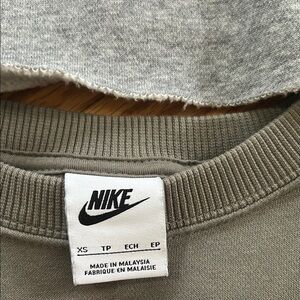 NIKE
XS TP ECH EP
MADE IN MALAYSIA
FABRIQUE EN MALAISIE